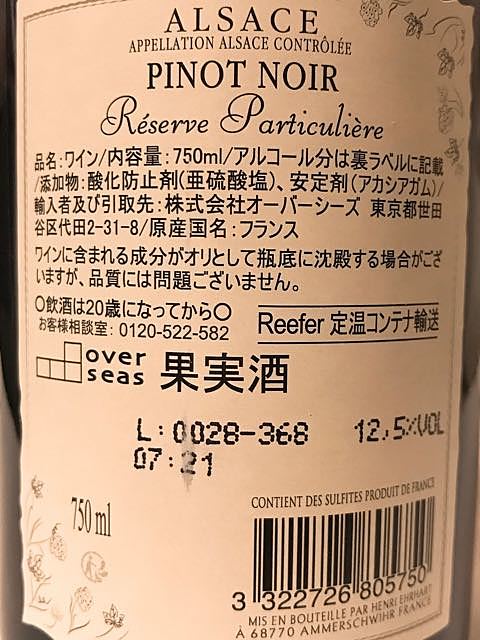 ALSACE
APPELLATION ALSACE CONTRÔLÉE
PINOT NOIR
Réserve Particulière
品名:ワイン/内容量:750ml/アルコール分は裏ラベルに記載
/添加物:酸化防止剤(亜硫酸塩)、安定剤(アカシアガム)/
輸入者及び引取先:株式会社オーバーシーズ 東京都世田
谷区代田2-31-8/原産国名:フランス
ワインに含まれる成分がオリとして瓶底に沈殿する場合がござ
いますが、品質には問題ございません。
○飲酒は20歳になってから○
お客様相談室:0120-522-582
Reefer 定温コンテナ輸送
over
seas
果実酒
L:0028-368 12,5%VOL
07:21
CONTIENT DES SULFITES PRODUIT DE FRANCE
750 ml
3 322726 805750
MIS EN BOUTEILLE PAR HENRI EHRHART
À 68770 AMMERSCHWIHR FRANCE